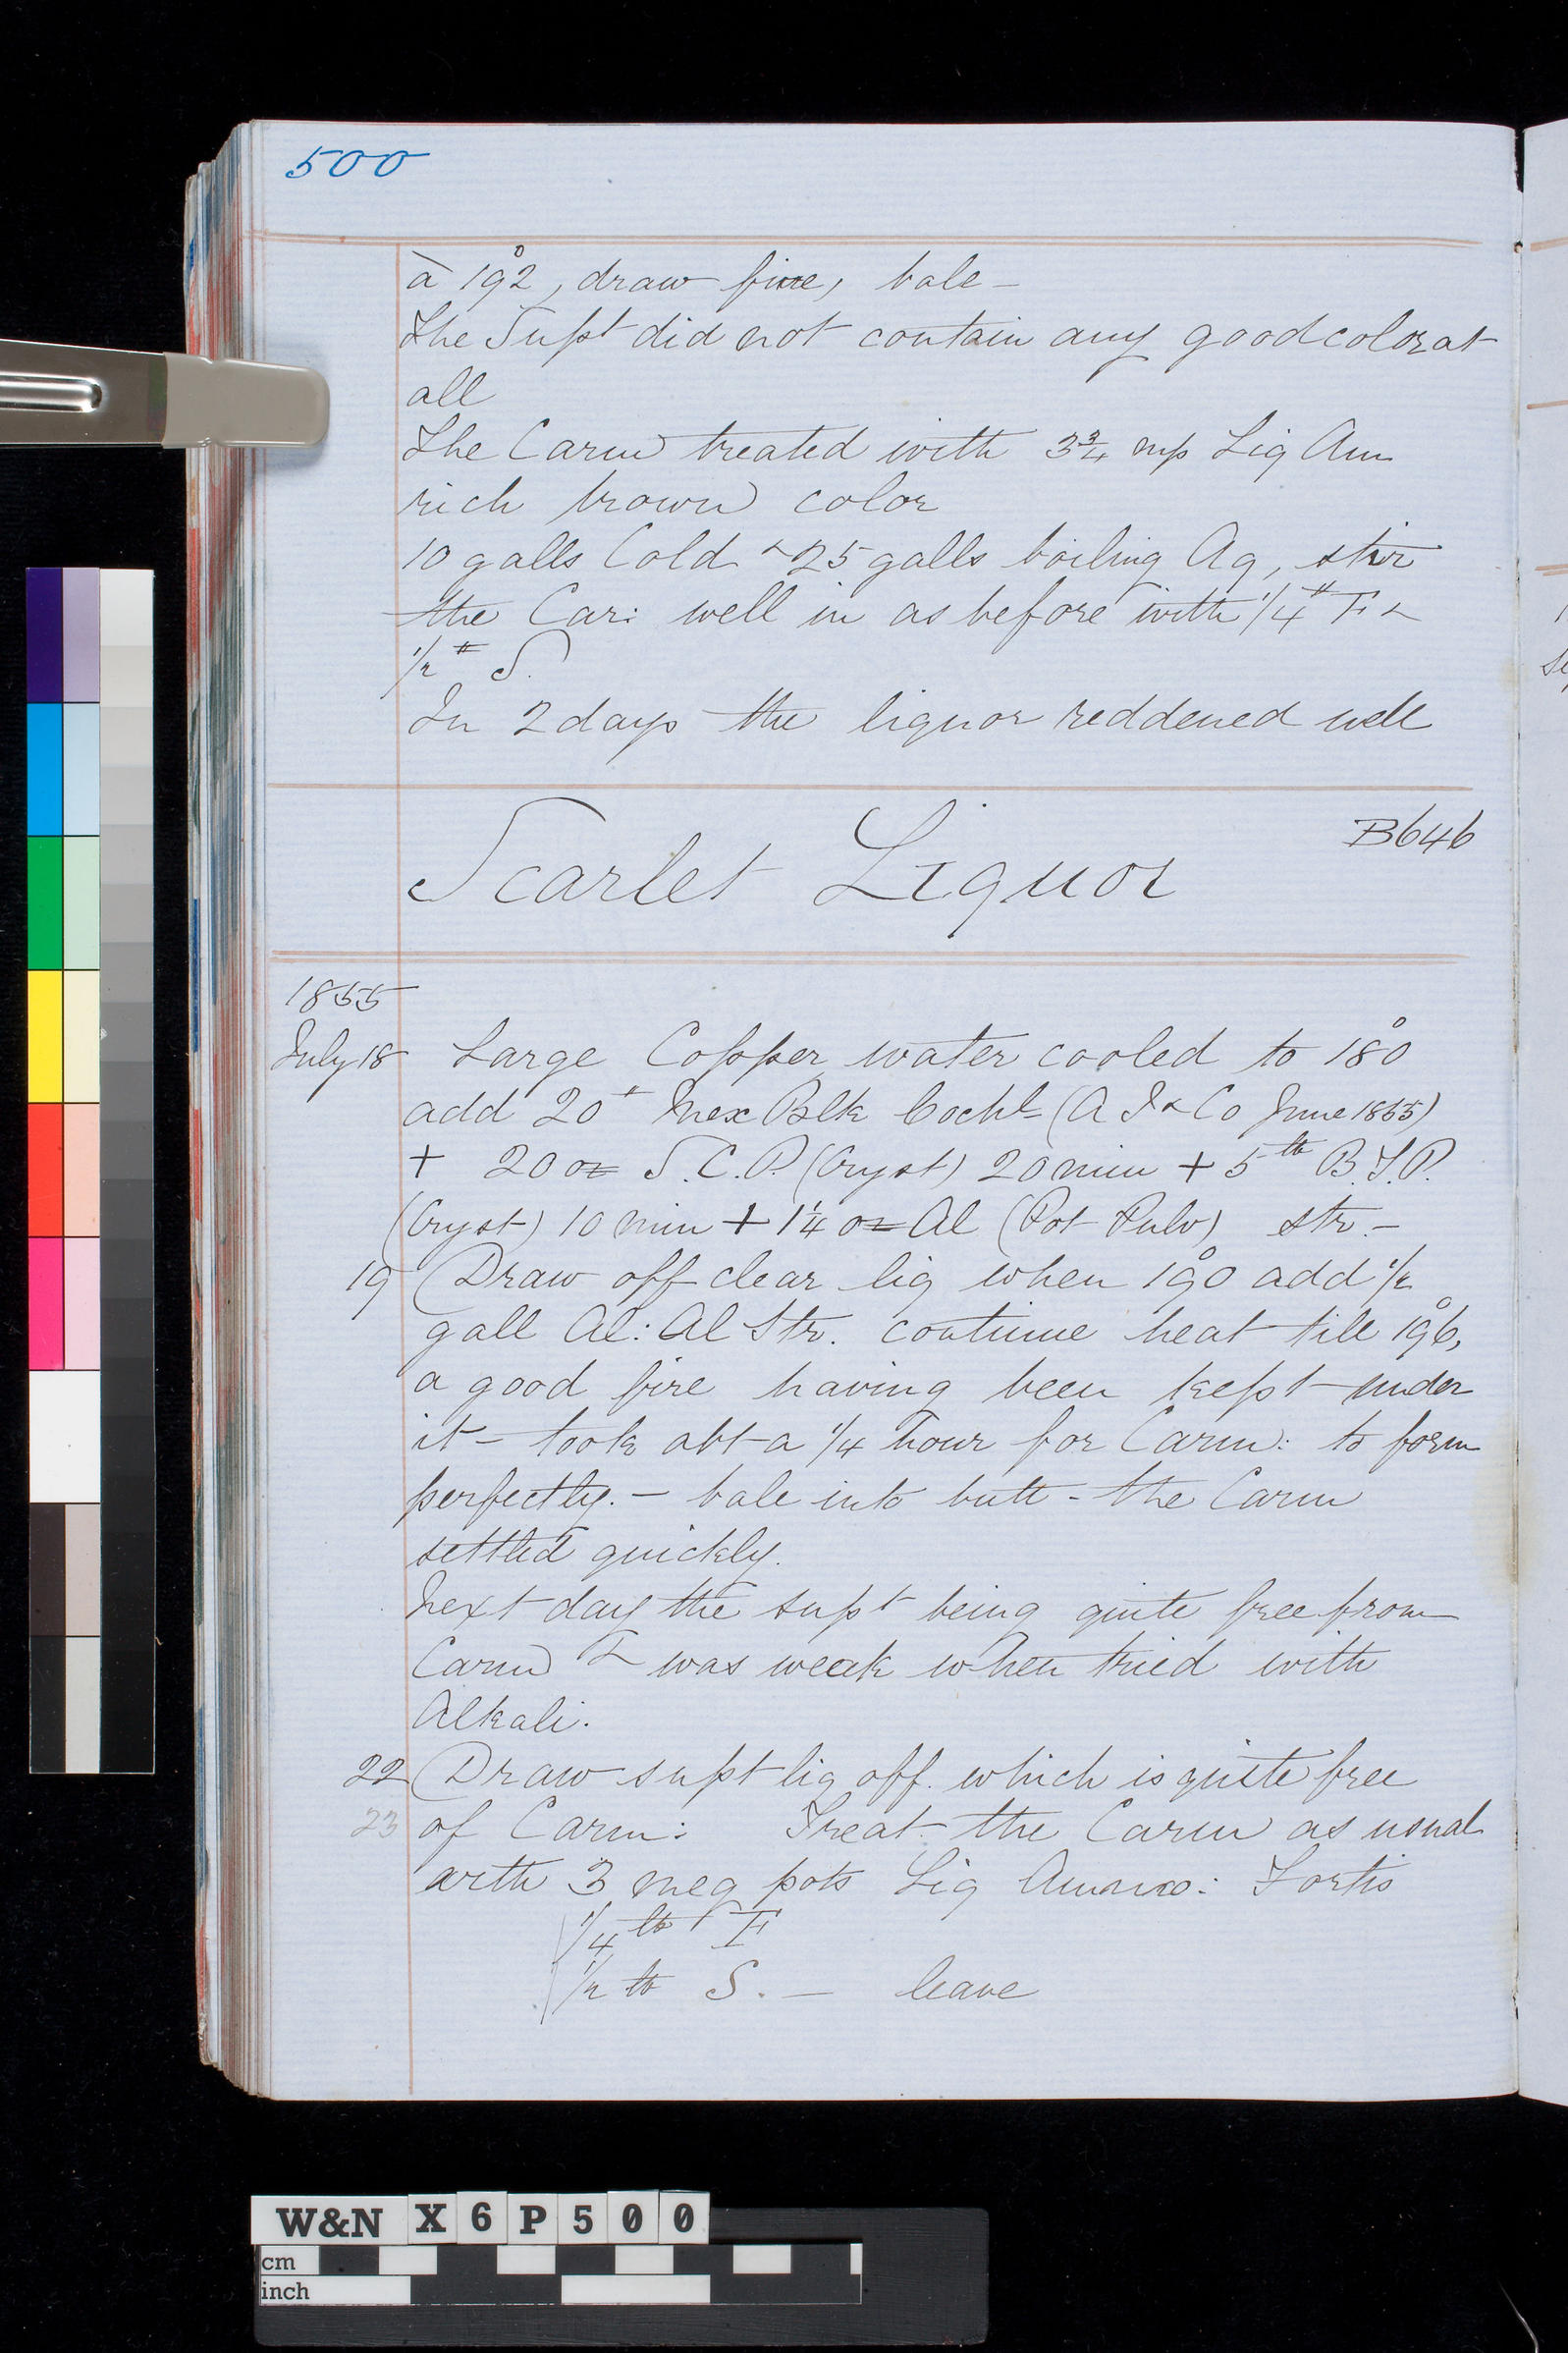 500
à 192°, draw fire, bale -
The Supt did not contain any good color at
all
The Carm treated with 3¾ mp Liq Am
rich brown color
10 galls Cold & 25 galls boiling Aq, stir
the Car: well in as before with 1/4 # F &
1/2 # S.
In 2 days the liquor reddened well
B646
Scarlet Liquor
1855
July 18 Large Copper water cooled to 180°
add 20# Mex Blk Cochl (A J & Co June 1855)
+ 20 oz S.C.P. (Cryst) 20 min + 5 lb B.T.P.
(Cryst) 10 min + 1¼ oz Al (Pot Pulv) str. -
19 Draw off clear liq when 190° add 1/2
gall Al: Al Str. continue heat till 196°,
a good fire having been kept under
it - took abt a 1/4 hour for Carm: to form
perfectly. - bale into butt - the Carm
settled quickly.
Next day the supt being quite free from
Carm & was weak when tried with
Alkali.
22 Draw supt liq off. which is quite free
23 of Carm: Treat the Carm as usual
with 3 meg pots Liq Ammo: Fortis
1/4 lb F
1/2 lb S. - leave
W&N X6P500
cm
inch